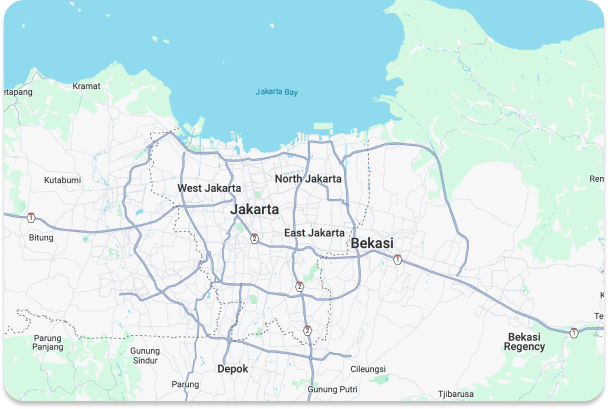 Jakarta Bay
etapang
Kramat
Kutabumi
West Jakarta
North Jakarta
Ren
Jakarta
1
Bitung
2
East Jakarta
Bekasi
1
2
K
Te
2
1
Parung
Panjang
Gunung
Sindur
Bekasi
Regency
Depok
Cileungsi
Parung
Gunung Putri
Tjibarusa